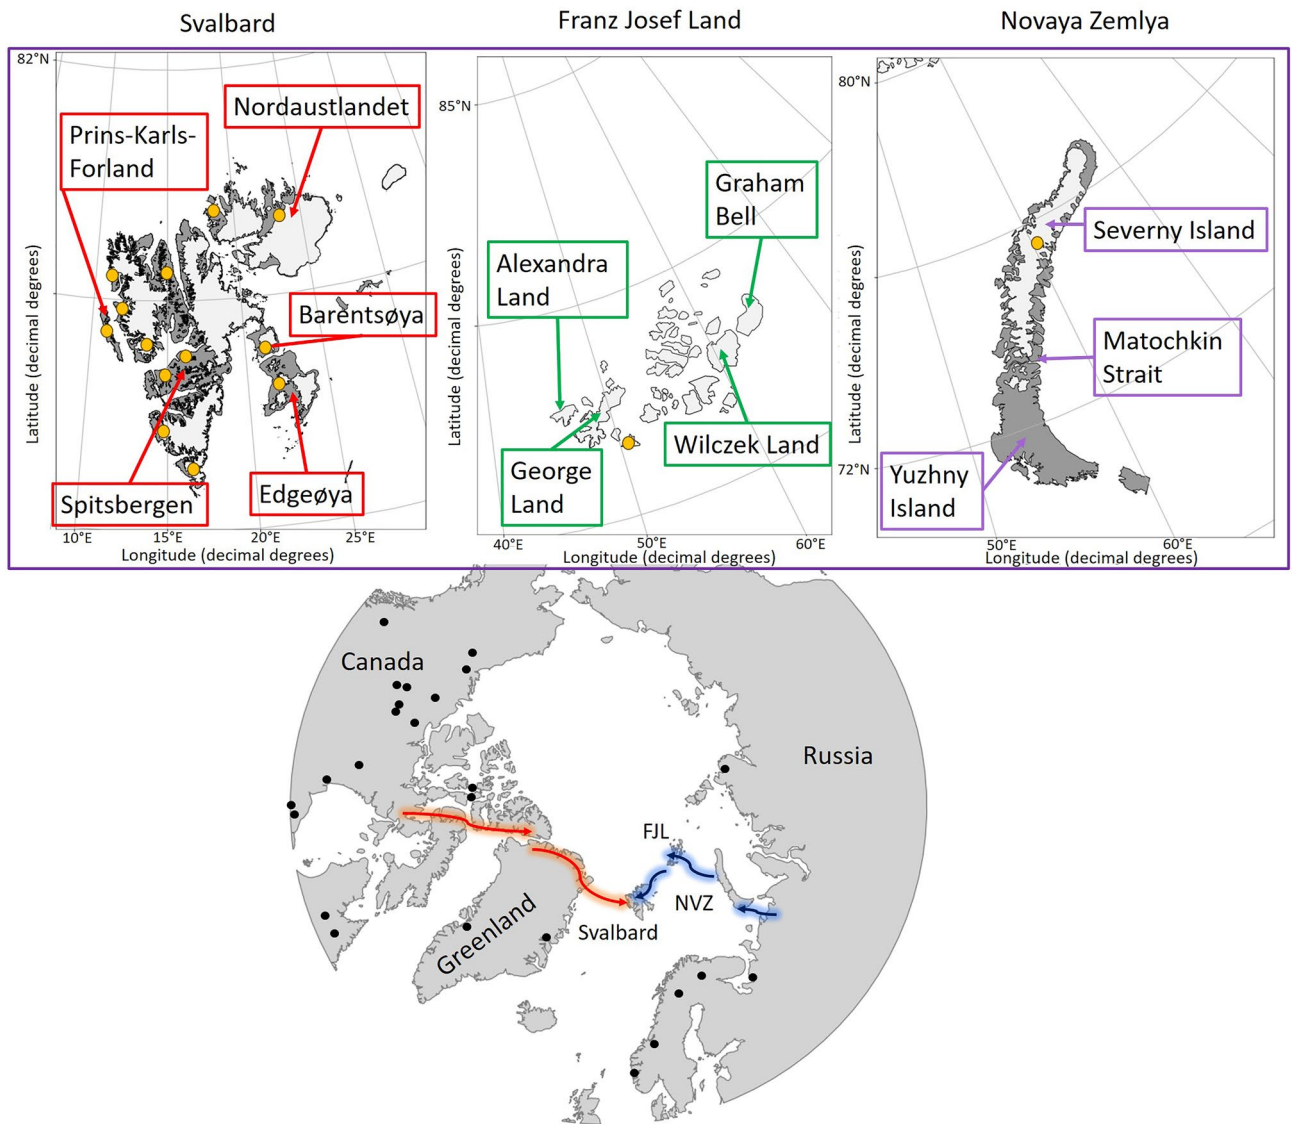 Svalbard
Franz Josef Land
Novaya Zemlya
82°N
Nordaustlandet
Prins-Karls-
Forland
Barentsøya
Edgeøya
Spitsbergen
Latitude (decimal degrees)
10°E
15°E
20°E
25°E
Longitude (decimal degrees)
85°N
Graham
Bell
Alexandra
Land
Wilczek Land
George
Land
Latitude (decimal degrees)
40°E
50°E
60°E
Longitude (decimal degrees)
80°N
Severny Island
Matochkin
Strait
72°N
Yuzhny
Island
Latitude (decimal degrees)
50°E
60°E
Longitude (decimal degrees)
Canada
Russia
FJL
NVZ
Svalbard
Greenland